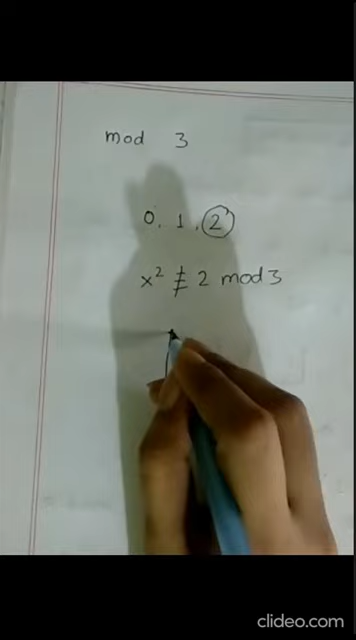 mod 3
0, 1, 2
x² ≢ 2 mod 3
clideo.com